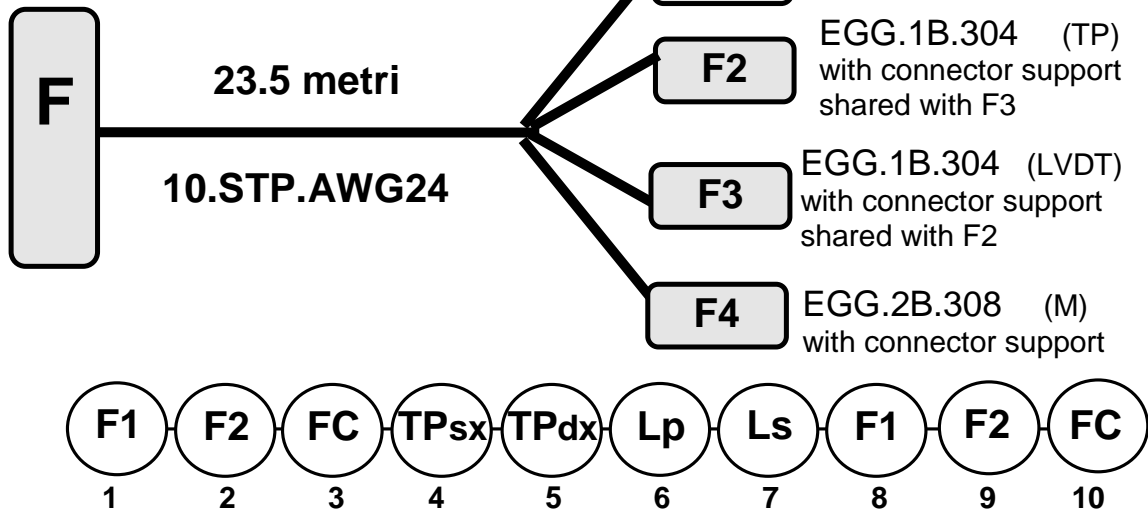 F
23.5 metri
10.STP.AWG24
F2
EGG.1B.304 (TP)
with connector support
shared with F3
F3
EGG.1B.304 (LVDT)
with connector support
shared with F2
F4
EGG.2B.308 (M)
with connector support
F1 F2 FC TPsx TPdx Lp Ls F1 F2 FC
1 2 3 4 5 6 7 8 9 10